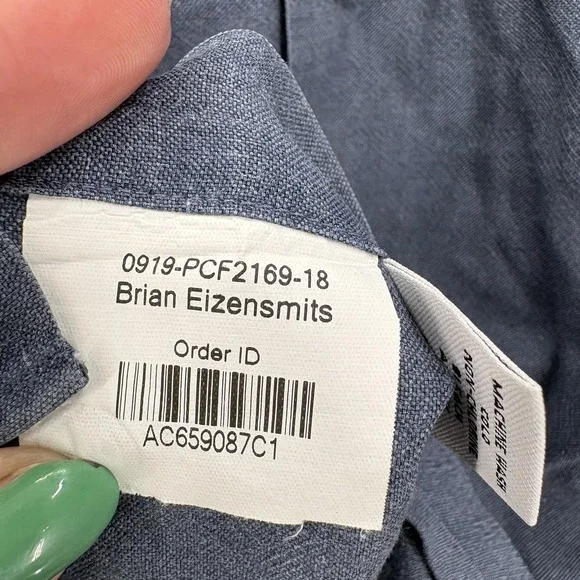 0919-PCF2169-18
Brian Eizensmits
Order ID
AC659087C1
MACHINE WASH
COLD
NON-CHLORINE